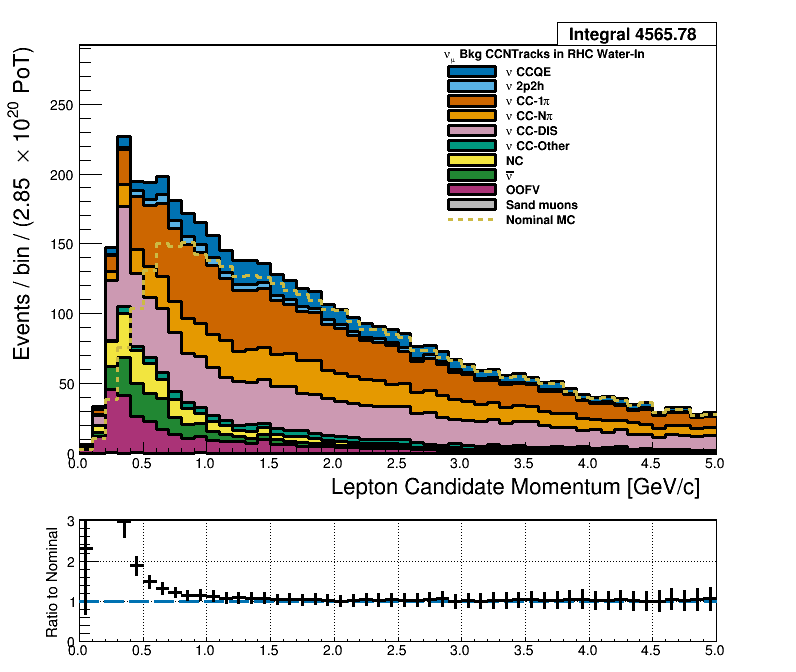 Integral 4565.78
ν_μ Bkg CCNTracks in RHC Water-In
ν CCQE
ν 2p2h
ν CC-1π
ν CC-Nπ
ν CC-DIS
ν CC-Other
NC
ν̅
OOFV
Sand muons
Nominal MC
Events / bin / (2.85 × 10²⁰ PoT)
250
200
150
100
50
0
0.0 0.5 1.0 1.5 2.0 2.5 3.0 3.5 4.0 4.5 5.0
Lepton Candidate Momentum [GeV/c]
Ratio to Nominal
3
2
1
0
0.0 0.5 1.0 1.5 2.0 2.5 3.0 3.5 4.0 4.5 5.0